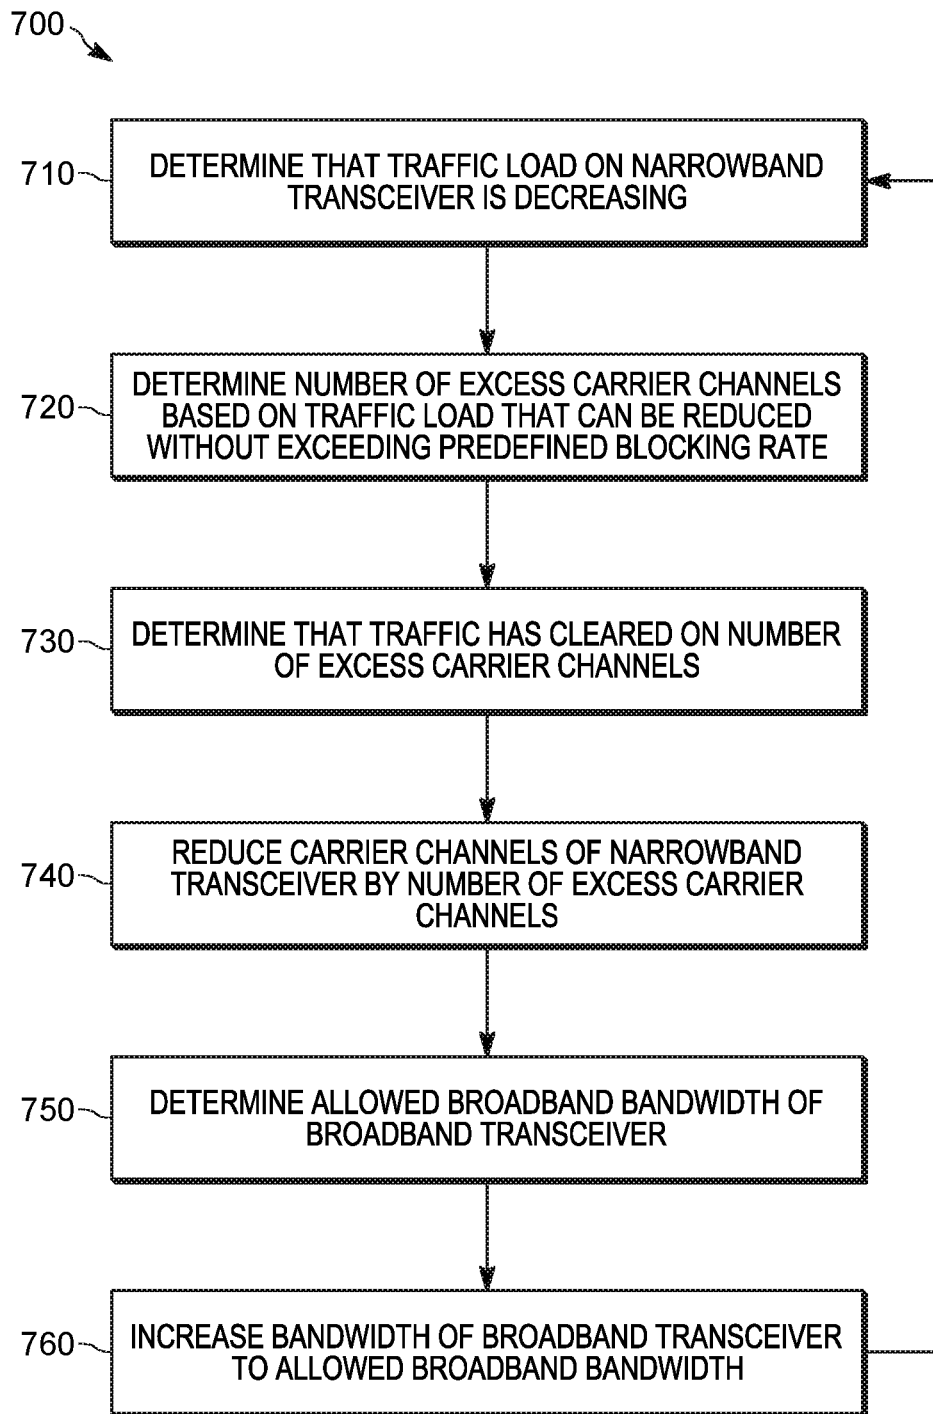 700
710
DETERMINE THAT TRAFFIC LOAD ON NARROWBAND
TRANSCEIVER IS DECREASING
720
DETERMINE NUMBER OF EXCESS CARRIER CHANNELS
BASED ON TRAFFIC LOAD THAT CAN BE REDUCED
WITHOUT EXCEEDING PREDEFINED BLOCKING RATE
730
DETERMINE THAT TRAFFIC HAS CLEARED ON NUMBER
OF EXCESS CARRIER CHANNELS
740
REDUCE CARRIER CHANNELS OF NARROWBAND
TRANSCEIVER BY NUMBER OF EXCESS CARRIER
CHANNELS
750
DETERMINE ALLOWED BROADBAND BANDWIDTH OF
BROADBAND TRANSCEIVER
760
INCREASE BANDWIDTH OF BROADBAND TRANSCEIVER
TO ALLOWED BROADBAND BANDWIDTH